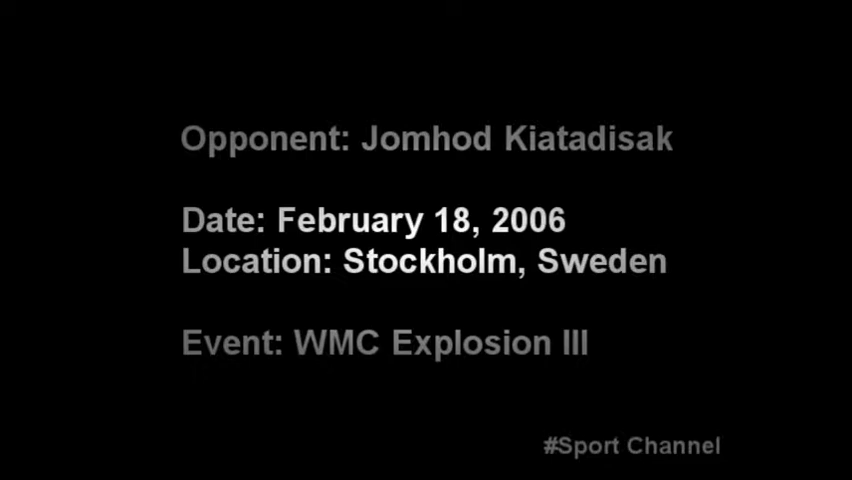 Opponent: Jomhod Kiatadisak
Date: February 18, 2006
Location: Stockholm, Sweden
Event: WMC Explosion III
#Sport Channel